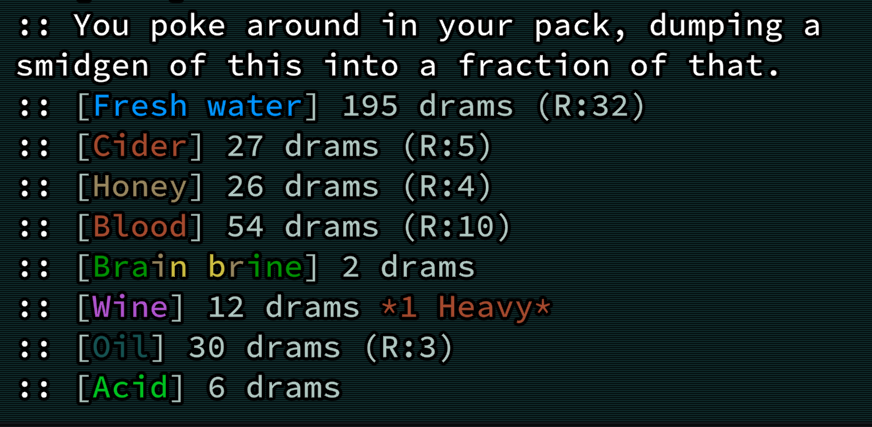 :: You poke around in your pack, dumping a
smidgen of this into a fraction of that.
:: [Fresh water] 195 drams (R:32)
:: [Cider] 27 drams (R:5)
:: [Honey] 26 drams (R:4)
:: [Blood] 54 drams (R:10)
:: [Brain brine] 2 drams
:: [Wine] 12 drams *1 Heavy*
:: [Oil] 30 drams (R:3)
:: [Acid] 6 drams